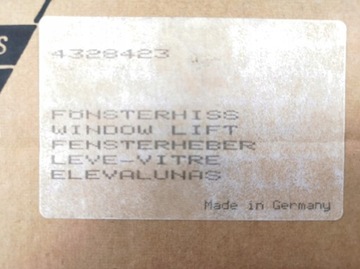 4328423
FÖNSTERHISS
WINDOW LIFT
FENSTERHEBER
LEVE-VITRE
ELEVALUNAS
Made in Germany